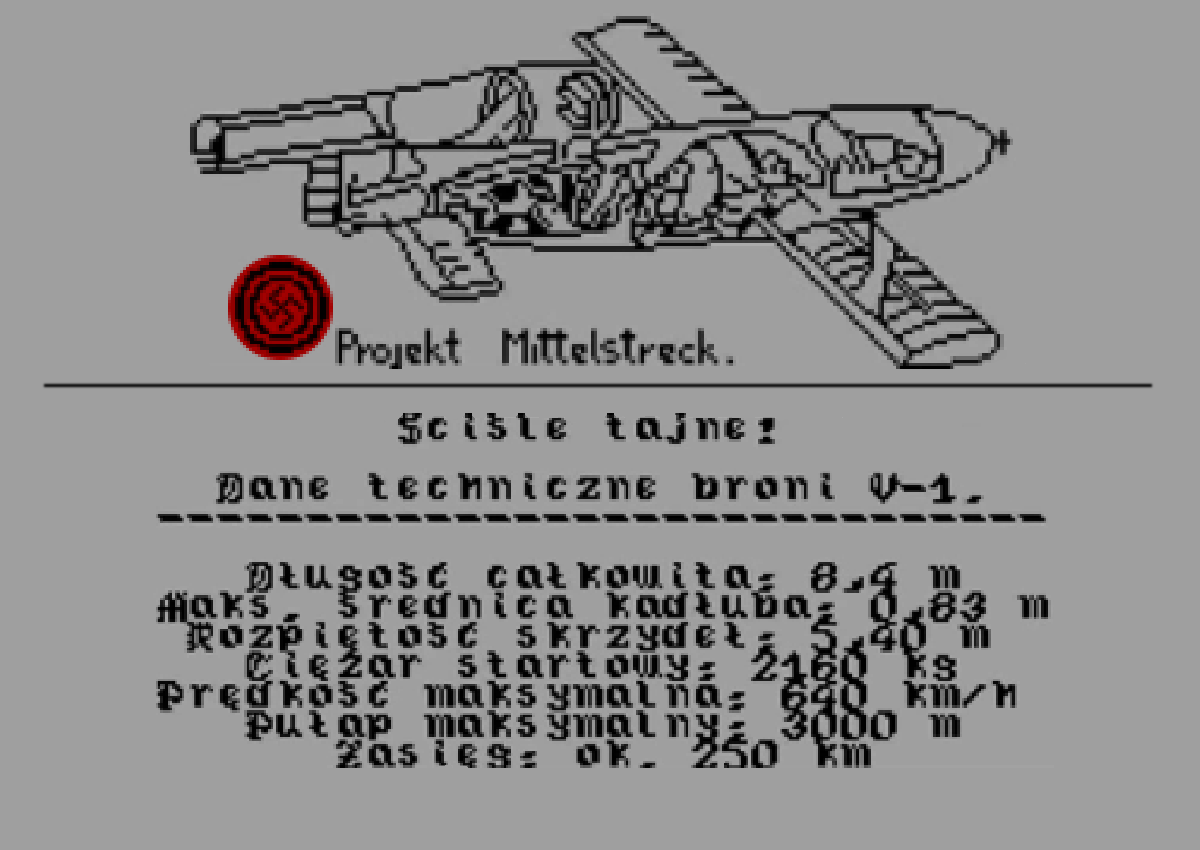 Projekt Mittelstreck.
Ściśle tajne!
Dane techniczne broni V-1.
Długość całkowita: 8,4 m
Maks. średnica kadłuba: 0,83 m
Rozpiętość skrzydeł: 5,40 m
Ciężar startowy: 2160 kg
Prędkość maksymalna: 640 km/h
Pułap maksymalny: 3000 m
Zasięg: ok. 250 km